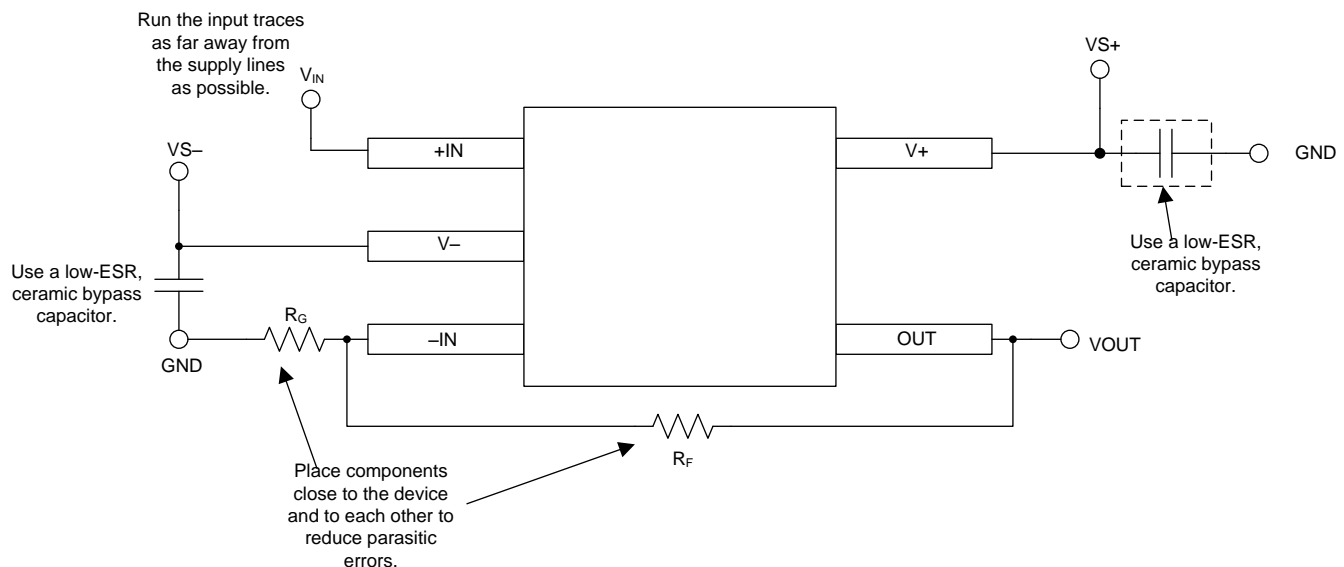 Run the input traces
as far away from
the supply lines
as possible.
VIN
VS+
VS–
+IN
V+
GND
V–
Use a low-ESR,
ceramic bypass
capacitor.
Use a low-ESR,
ceramic bypass
capacitor.
RG
–IN
OUT
VOUT
GND
RF
Place components
close to the device
and to each other to
reduce parasitic
errors.